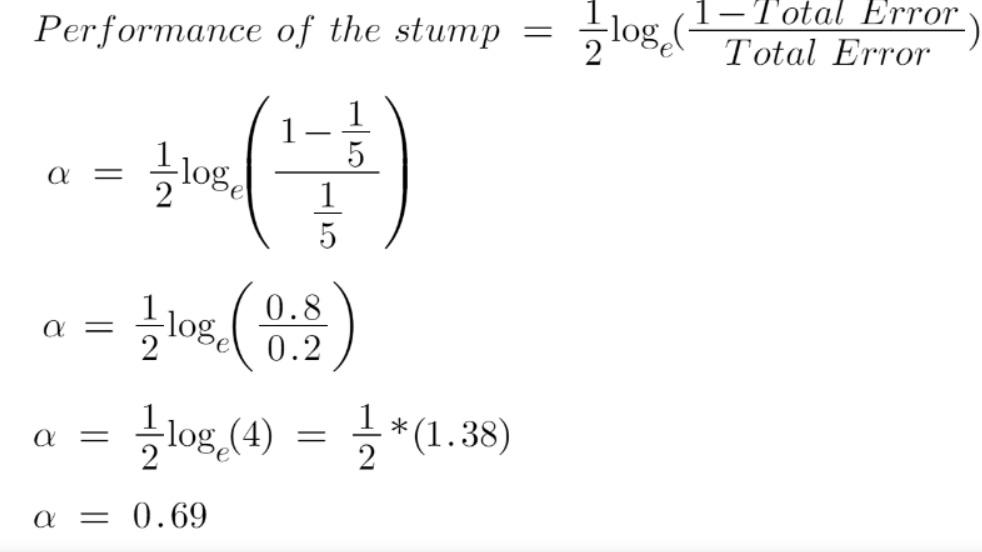 Performance of the stump = 1/2 log_e(1−Total Error / Total Error)
α = 1/2 log_e((1−1/5) / (1/5))
α = 1/2 log_e(0.8/0.2)
α = 1/2 log_e(4) = 1/2 *(1.38)
α = 0.69